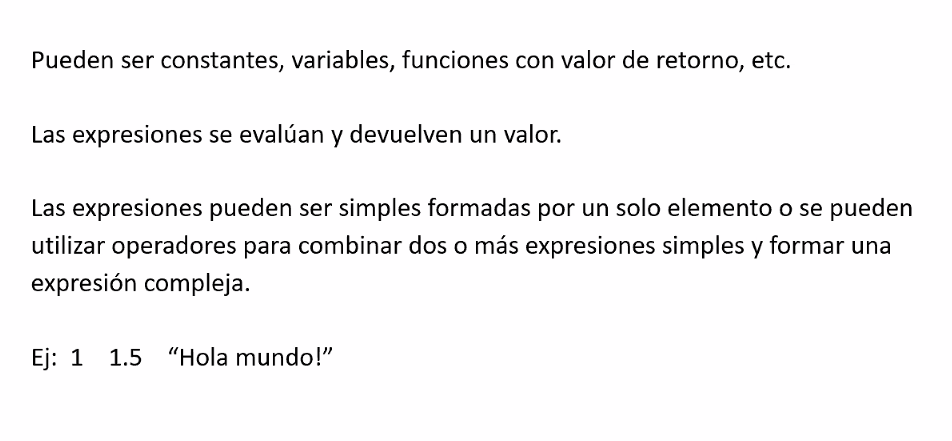 Pueden ser constantes, variables, funciones con valor de retorno, etc.
Las expresiones se evalúan y devuelven un valor.
Las expresiones pueden ser simples formadas por un solo elemento o se pueden
utilizar operadores para combinar dos o más expresiones simples y formar una
expresión compleja.
Ej: 1 1.5 “Hola mundo!”